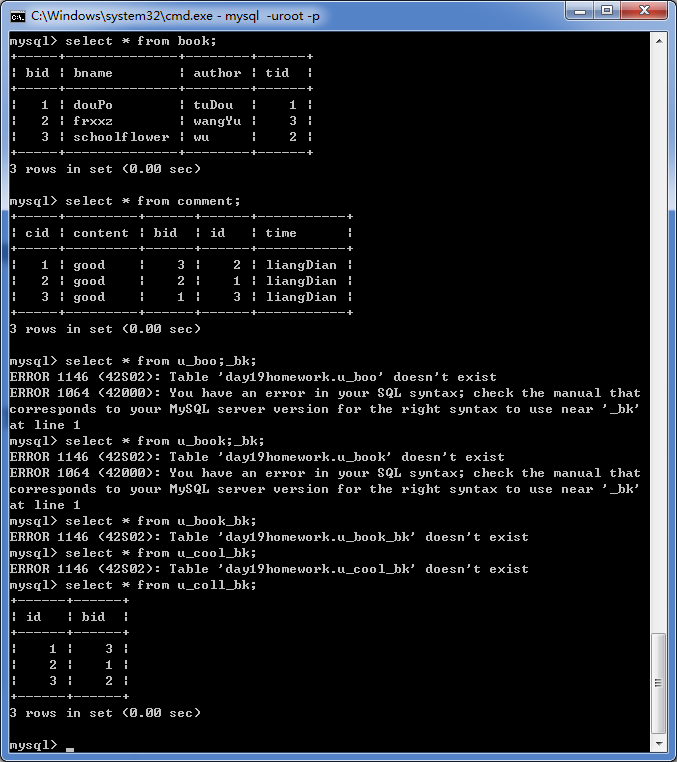 C:\Windows\system32\cmd.exe - mysql  -uroot -p
mysql> select * from book;
+-----+--------------+--------+------+
| bid | bname        | author | tid  |
+-----+--------------+--------+------+
|   1 | douPo        | tuDou  |    1 |
|   2 | frxxz        | wangYu |    3 |
|   3 | schoolflower | wu     |    2 |
+-----+--------------+--------+------+
3 rows in set (0.00 sec)
mysql> select * from comment;
+-----+---------+------+------+-----------+
| cid | content | bid  | id   | time      |
+-----+---------+------+------+-----------+
|   1 | good    |    3 |    2 | liangDian |
|   2 | good    |    2 |    1 | liangDian |
|   3 | good    |    1 |    3 | liangDian |
+-----+---------+------+------+-----------+
3 rows in set (0.00 sec)
mysql> select * from u_boo;_bk;
ERROR 1146 (42S02): Table 'day19homework.u_boo' doesn't exist
ERROR 1064 (42000): You have an error in your SQL syntax; check the manual that
corresponds to your MySQL server version for the right syntax to use near '_bk'
at line 1
mysql> select * from u_book;_bk;
ERROR 1146 (42S02): Table 'day19homework.u_book' doesn't exist
ERROR 1064 (42000): You have an error in your SQL syntax; check the manual that
corresponds to your MySQL server version for the right syntax to use near '_bk'
at line 1
mysql> select * from u_book_bk;
ERROR 1146 (42S02): Table 'day19homework.u_book_bk' doesn't exist
mysql> select * from u_cool_bk;
ERROR 1146 (42S02): Table 'day19homework.u_cool_bk' doesn't exist
mysql> select * from u_coll_bk;
+------+------+
| id   | bid  |
+------+------+
|    1 |    3 |
|    2 |    1 |
|    3 |    2 |
+------+------+
3 rows in set (0.00 sec)
mysql> _